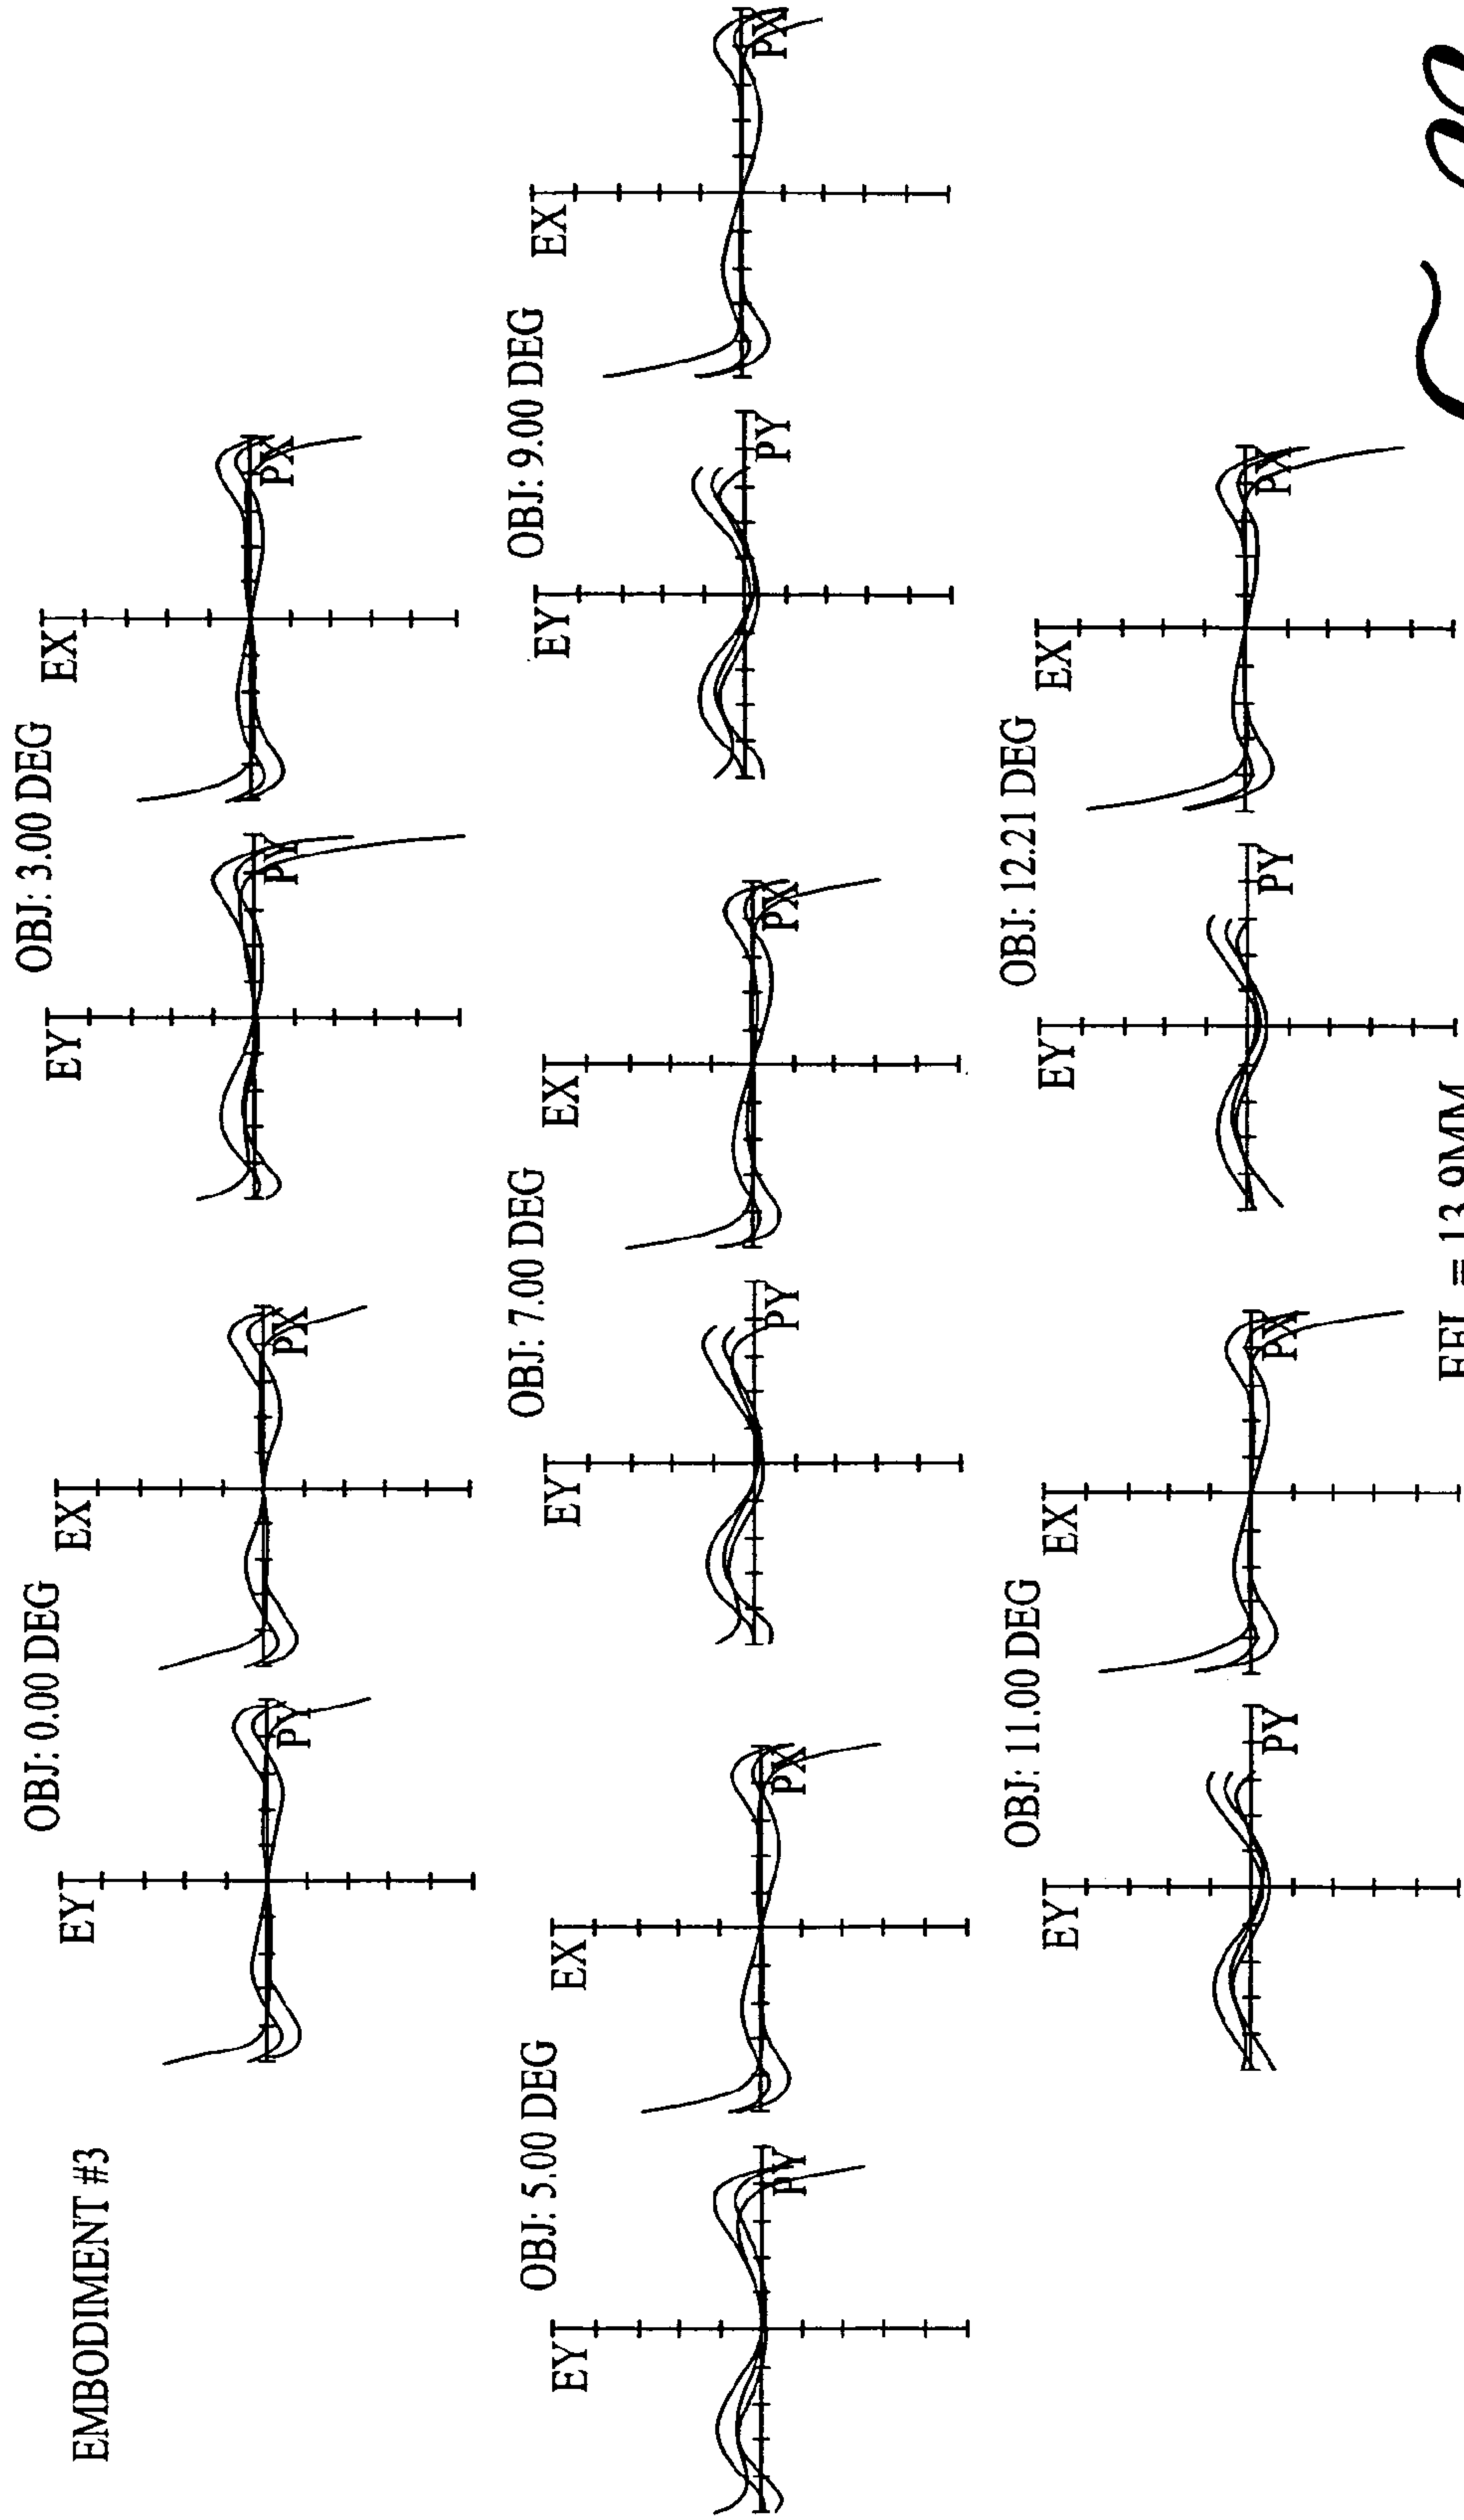 EMBODIMENT #3
OBJ: 0.00 DEG
OBJ: 3.00 DEG
EY
EX
EY
EX
PY
PX
PY
PX
OBJ: 5.00 DEG
OBJ: 7.00 DEG
OBJ: 9.00 DEG
EY
EX
EY
EX
EY
EX
PY
PX
PY
PX
PY
PX
OBJ: 11.00 DEG
OBJ: 12.21 DEG
EY
EX
EY
EX
PY
PX
PY
PX
EFL = 13.9MM